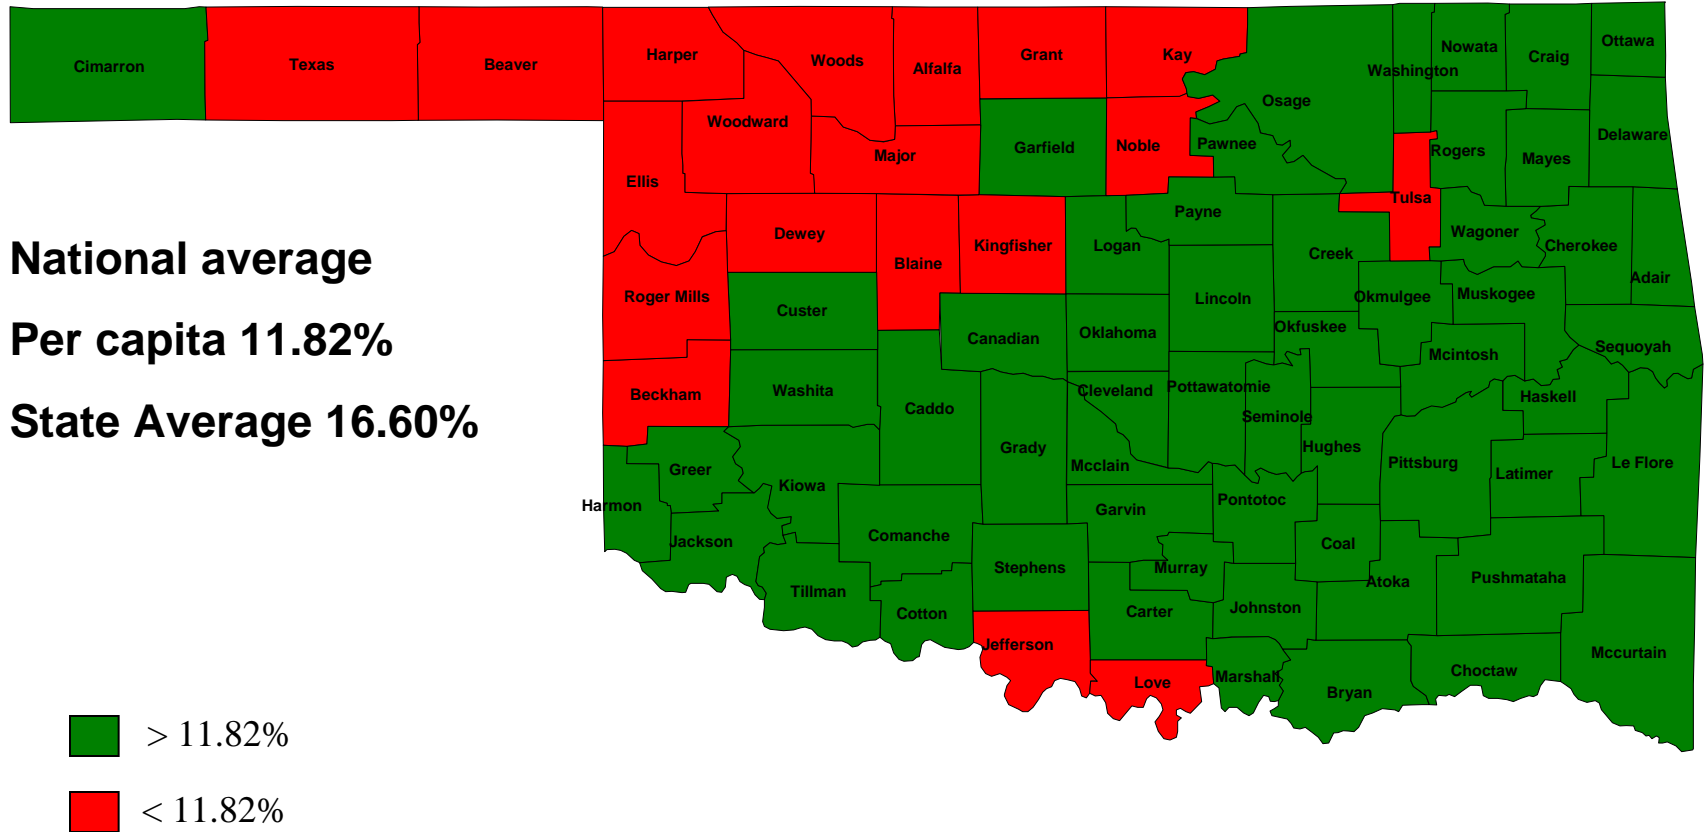 Cimarron
Texas
Beaver
Harper
Woods
Alfalfa
Grant
Kay
Osage
Washington
Nowata
Craig
Ottawa
Woodward
Major
Garfield
Noble
Pawnee
Rogers
Mayes
Delaware
Ellis
Tulsa
National average
Dewey
Blaine
Kingfisher
Logan
Payne
Creek
Wagoner
Cherokee
Adair
Roger Mills
Custer
Canadian
Oklahoma
Lincoln
Okfuskee
Okmulgee
Muskogee
Per capita 11.82%
Mcintosh
Sequoyah
Beckham
Washita
Caddo
Cleveland
Pottawatomie
Seminole
Haskell
State Average 16.60%
Greer
Kiowa
Grady
Mcclain
Hughes
Pittsburg
Latimer
Le Flore
Harmon
Jackson
Comanche
Garvin
Pontotoc
Coal
Tillman
Cotton
Stephens
Murray
Carter
Johnston
Atoka
Pushmataha
Jefferson
Love
Marshall
Bryan
Choctaw
Mccurtain
> 11.82%
< 11.82%